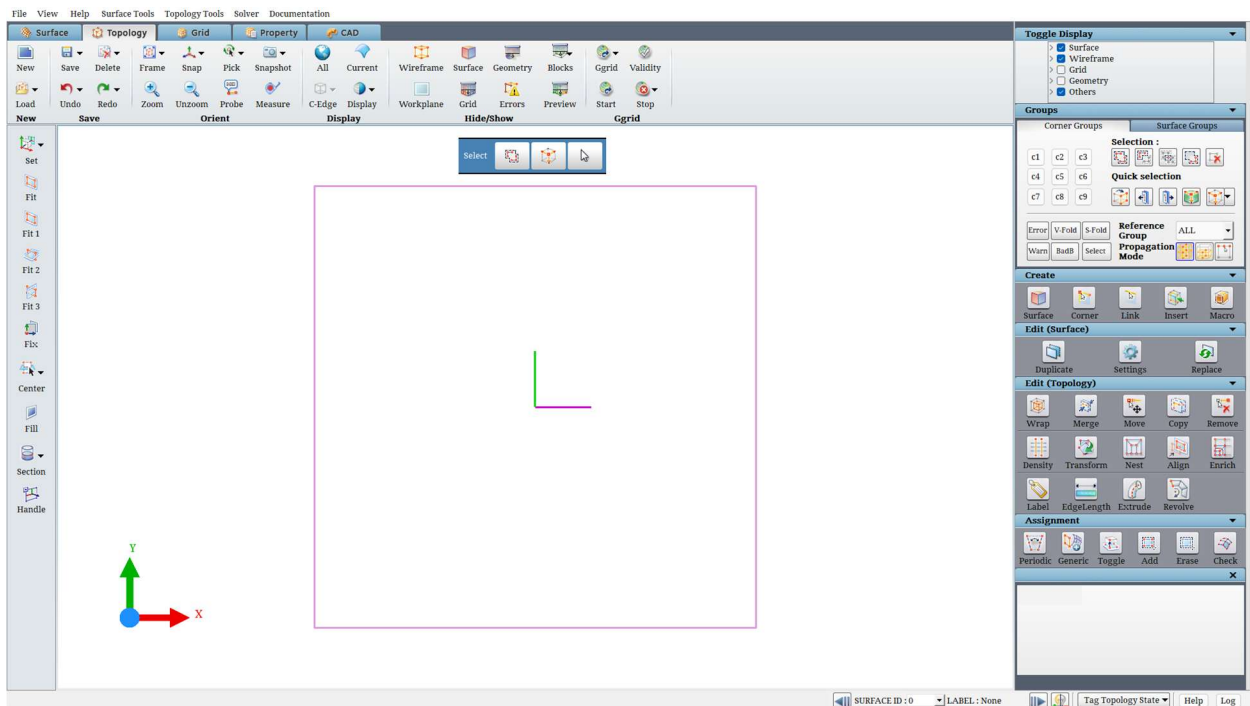 File View Help Surface Tools Topology Tools Solver Documentation
Surface Topology Grid Property CAD
New Save Delete Frame Snap Pick Snapshot All Current Wireframe Surface Geometry Blocks Ggrid Validity
Load Undo Redo Zoom Unzoom Probe Measure C-Edge Display Workplane Grid Errors Preview Start Stop
New Save Orient Display Hide/Show Ggrid
Set
Fit
Fit 1
Fit 2
Fit 3
Fix
Center
Fill
Section
Handle
Select
Y
X
Toggle Display
Surface
Wireframe
Grid
Geometry
Others
Groups
Corner Groups Surface Groups
Selection :
c1 c2 c3
c4 c5 c6 Quick selection
c7 c8 c9
Error V-Fold S-Fold Reference Group ALL
Warn BadB Select Propagation Mode
Create
Surface Corner Link Insert Macro
Edit (Surface)
Duplicate Settings Replace
Edit (Topology)
Wrap Merge Move Copy Remove
Density Transform Nest Align Enrich
Label EdgeLength Extrude Revolve
Assignment
Periodic Generic Toggle Add Erase Check
SURFACE ID : 0 LABEL : None Tag Topology State Help Log